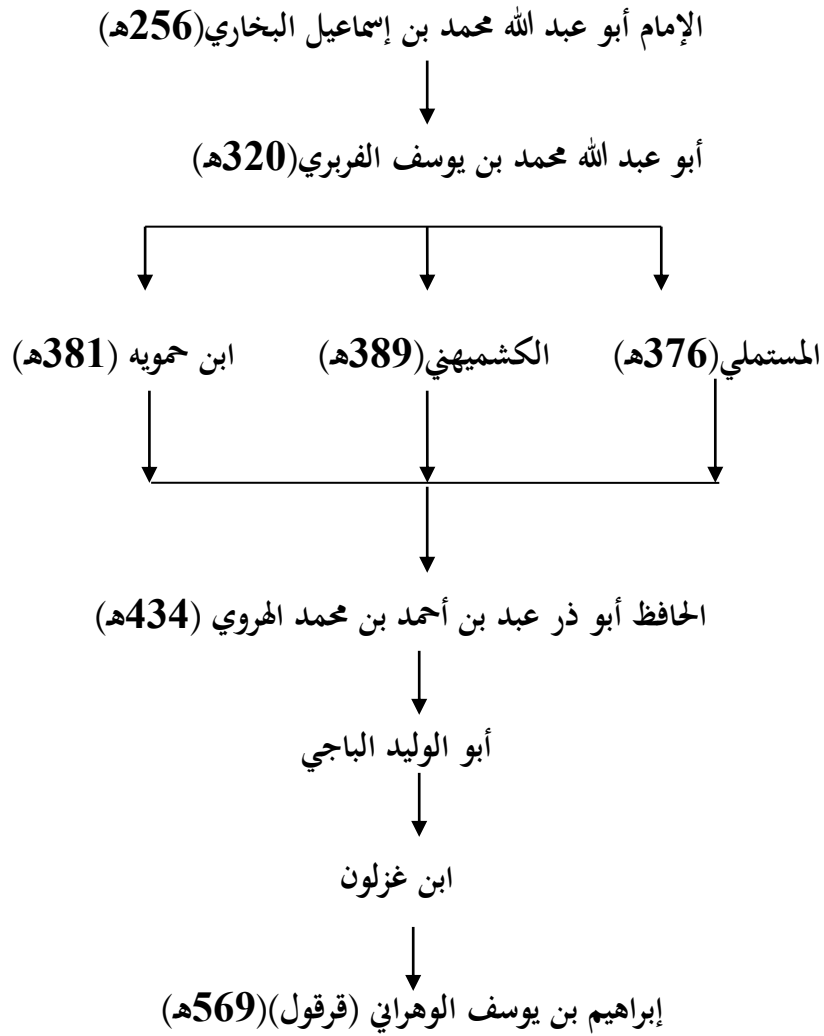 الإمام أبو عبد الله محمد بن إسماعيل البخاري(256هـ)
أبو عبد الله محمد بن يوسف الفربري(320هـ)
المستملي(376هـ) الكشميهني(389هـ) ابن حمويه (381هـ)
الحافظ أبو ذر عبد بن أحمد بن محمد الهروي (434هـ)
أبو الوليد الباجي
ابن غزلون
إبراهيم بن يوسف الوهراني (قرقول)(569هـ)